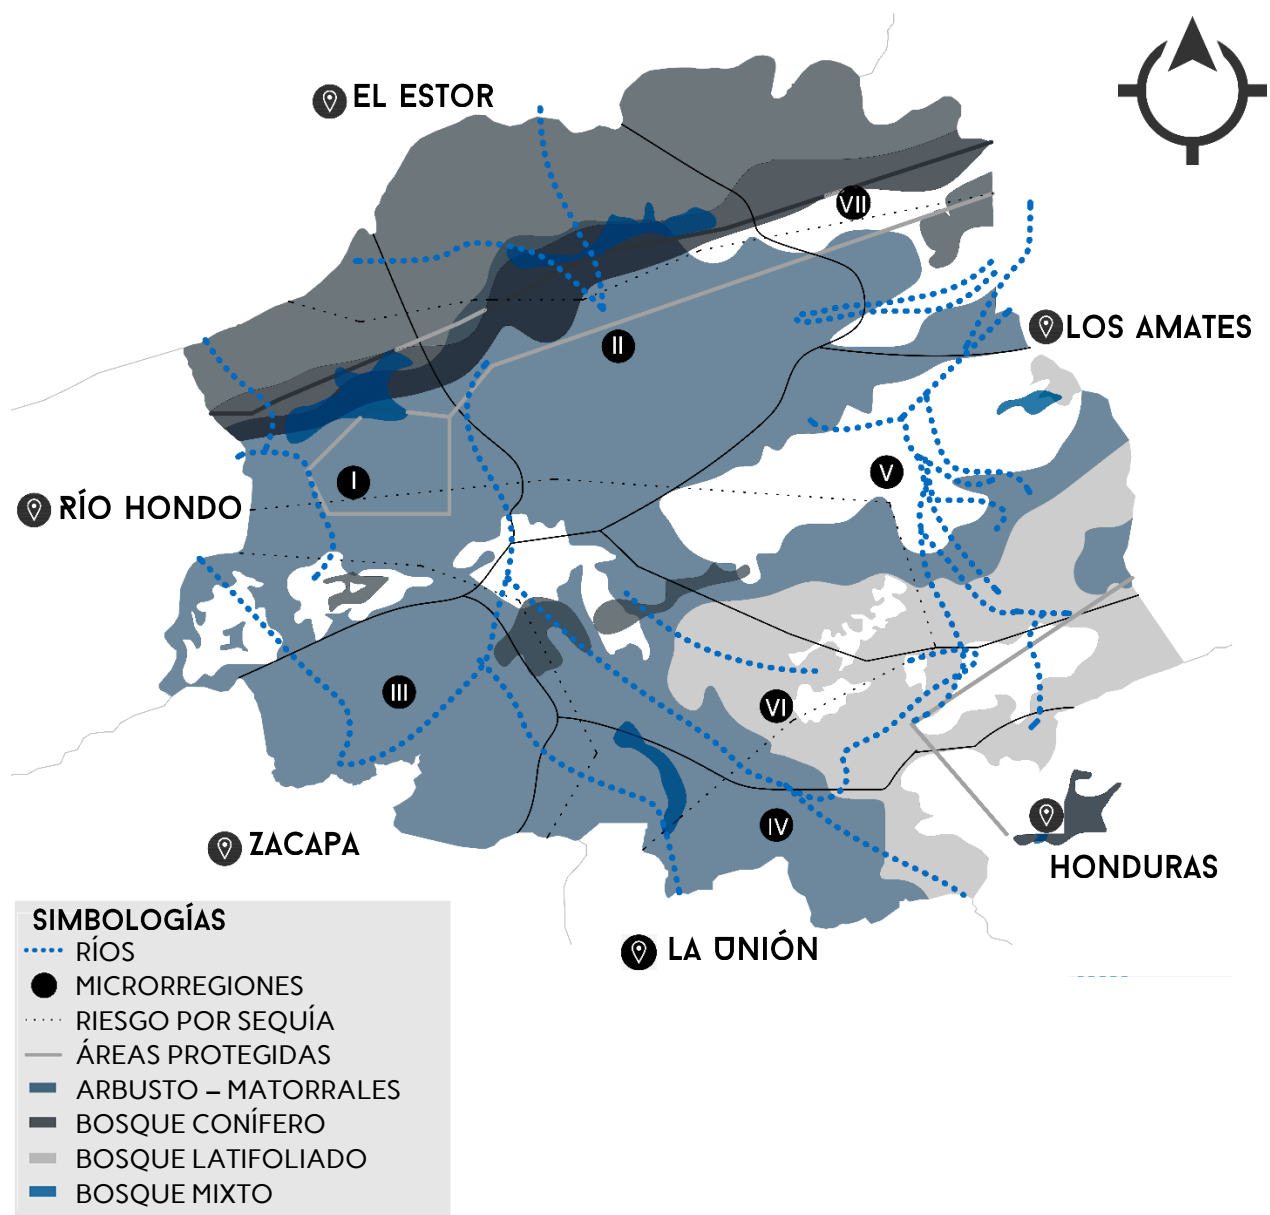 EL ESTOR
VII
LOS AMATES
II
V
I
RÍO HONDO
III
VI
IV
ZACAPA
HONDURAS
LA UNIÓN
SIMBOLOGÍAS
RÍOS
MICRORREGIONES
RIESGO POR SEQUÍA
ÁREAS PROTEGIDAS
ARBUSTO – MATORRALES
BOSQUE CONÍFERO
BOSQUE LATIFOLIADO
BOSQUE MIXTO